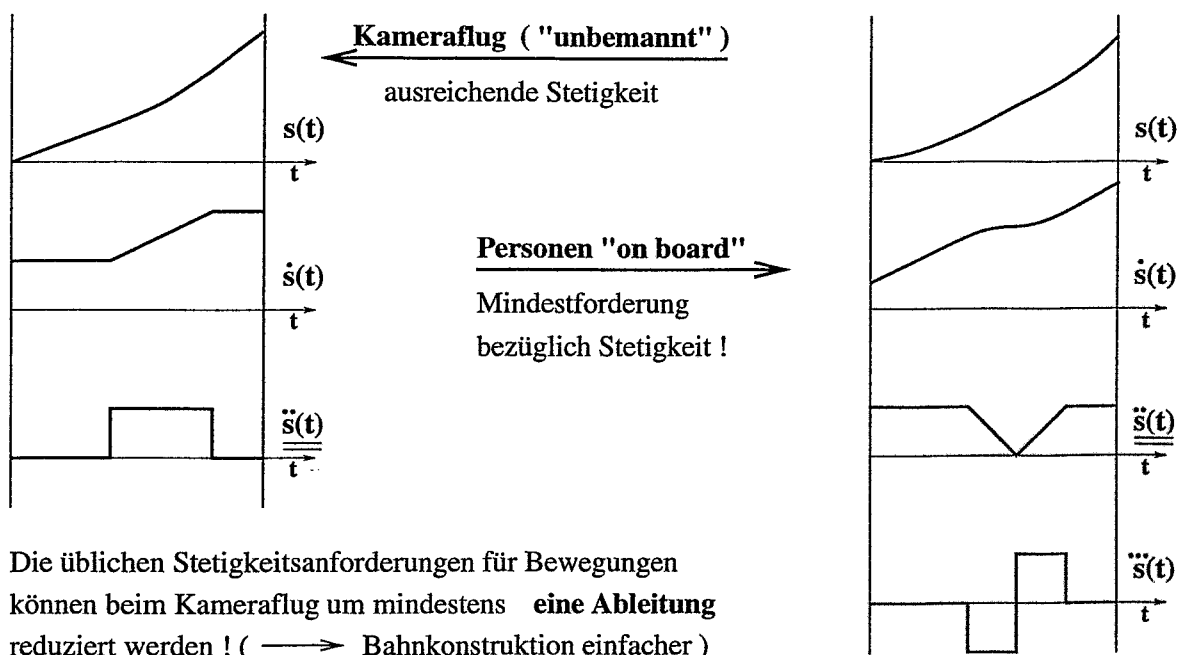 Kameraflug ( "unbemannt" )
ausreichende Stetigkeit
s(t)
t
ṡ(t)
t
s̈(t)
t
Personen "on board"
Mindestforderung
bezüglich Stetigkeit !
s(t)
t
ṡ(t)
t
s̈(t)
t
s⃛(t)
t
Die üblichen Stetigkeitsanforderungen für Bewegungen
können beim Kameraflug um mindestens eine Ableitung
reduziert werden ! ( ⟶ Bahnkonstruktion einfacher )